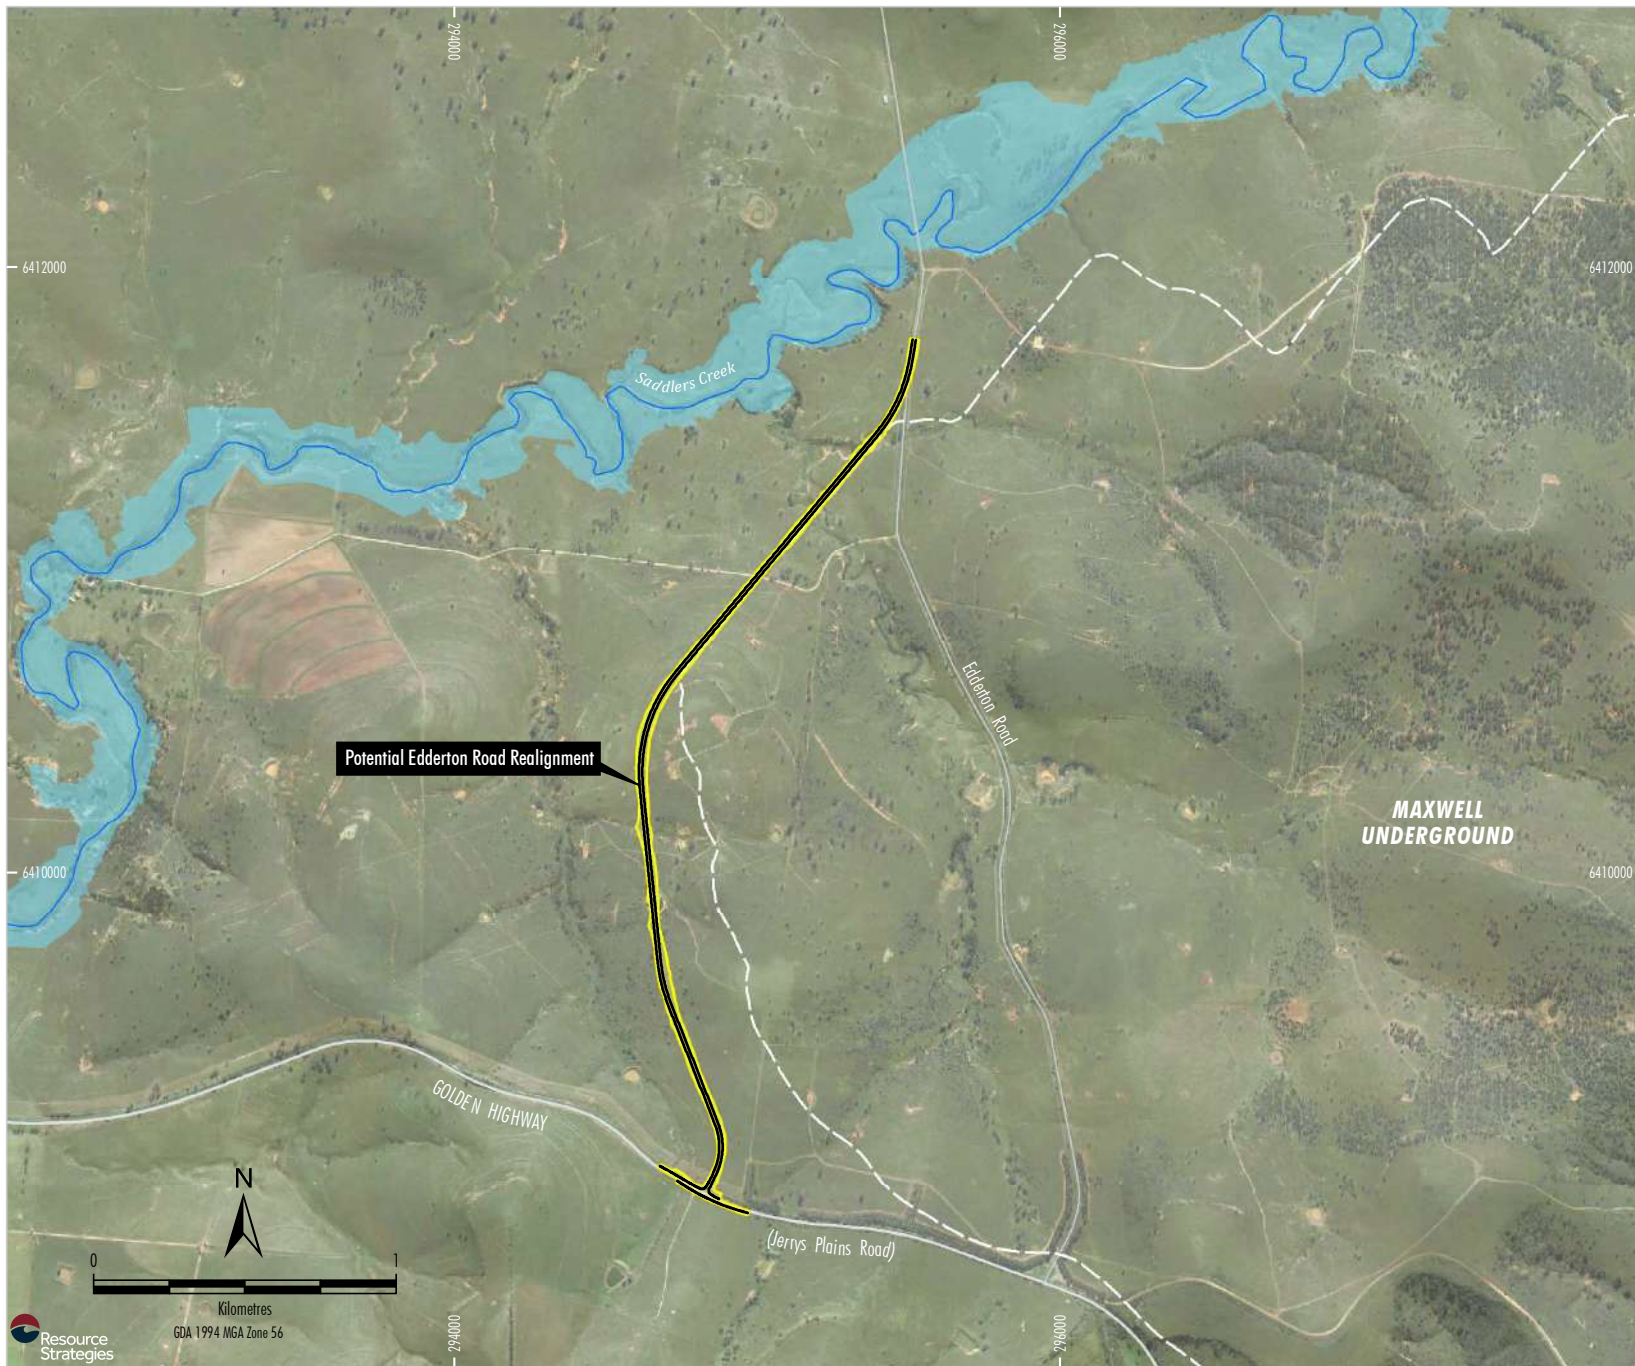 294000
296000
6412000
6412000
Saddlers Creek
Edderton Road
Potential Edderton Road Realignment
MAXWELL
UNDERGROUND
6410000
6410000
GOLDEN HIGHWAY
(Jerrys Plains Road)
N
0
1
Kilometres
GDA 1994 MGA Zone 56
Resource
Strategies
294000
296000